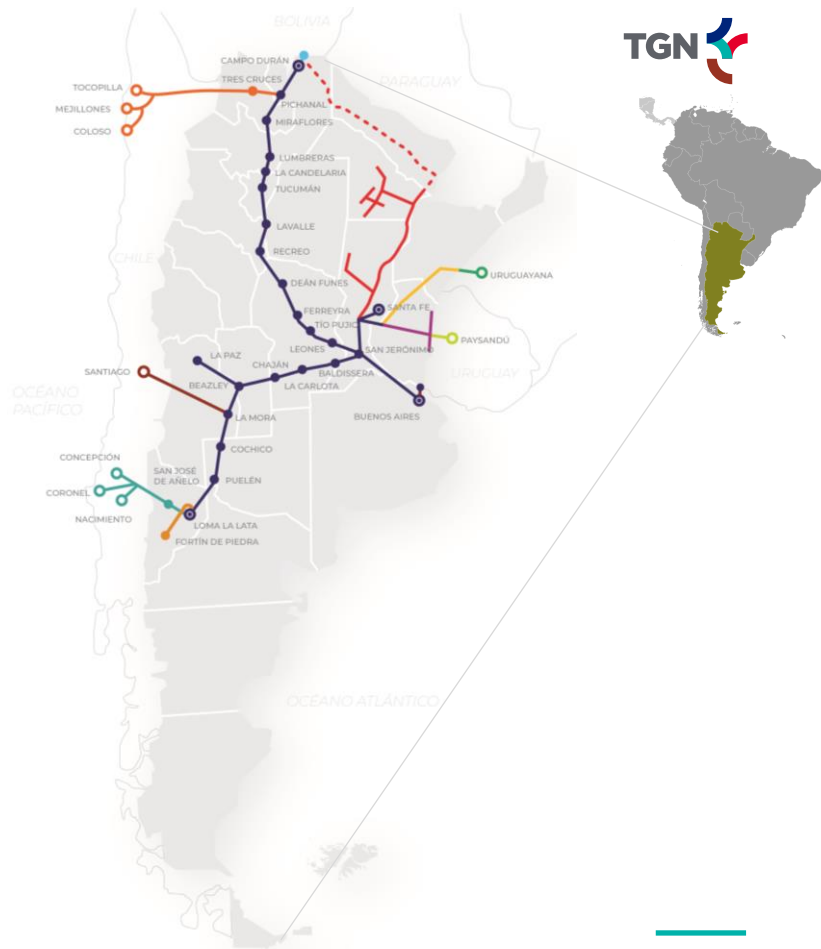 BOLIVIA
TGN
CAMPO DURÁN
TRES CRUCES
PARAGUAY
TOCOPILLA
MEJILLONES
COLOSO
PICHANAL
MIRAFLORES
LUMBRERAS
LA CANDELARIA
TUCUMÁN
LAVALLE
CHILE
RECREO
URUGUAYANA
DEÁN FUNES
FERREYRA
SANTA FE
TÍO PUJIO
PAYSANDÚ
LEONES
SAN JERÓNIMO
LA PAZ
CHAJÁN
BALDISSERA
SANTIAGO
URUGUAY
BEAZLEY
LA CARLOTA
OCÉANO
PACÍFICO
LA MORA
BUENOS AIRES
COCHICO
CONCEPCIÓN
SAN JOSÉ
DE AÑELO
PUELÉN
CORONEL
NACIMIENTO
LOMA LA LATA
FORTÍN DE PIEDRA
OCÉANO ATLÁNTICO